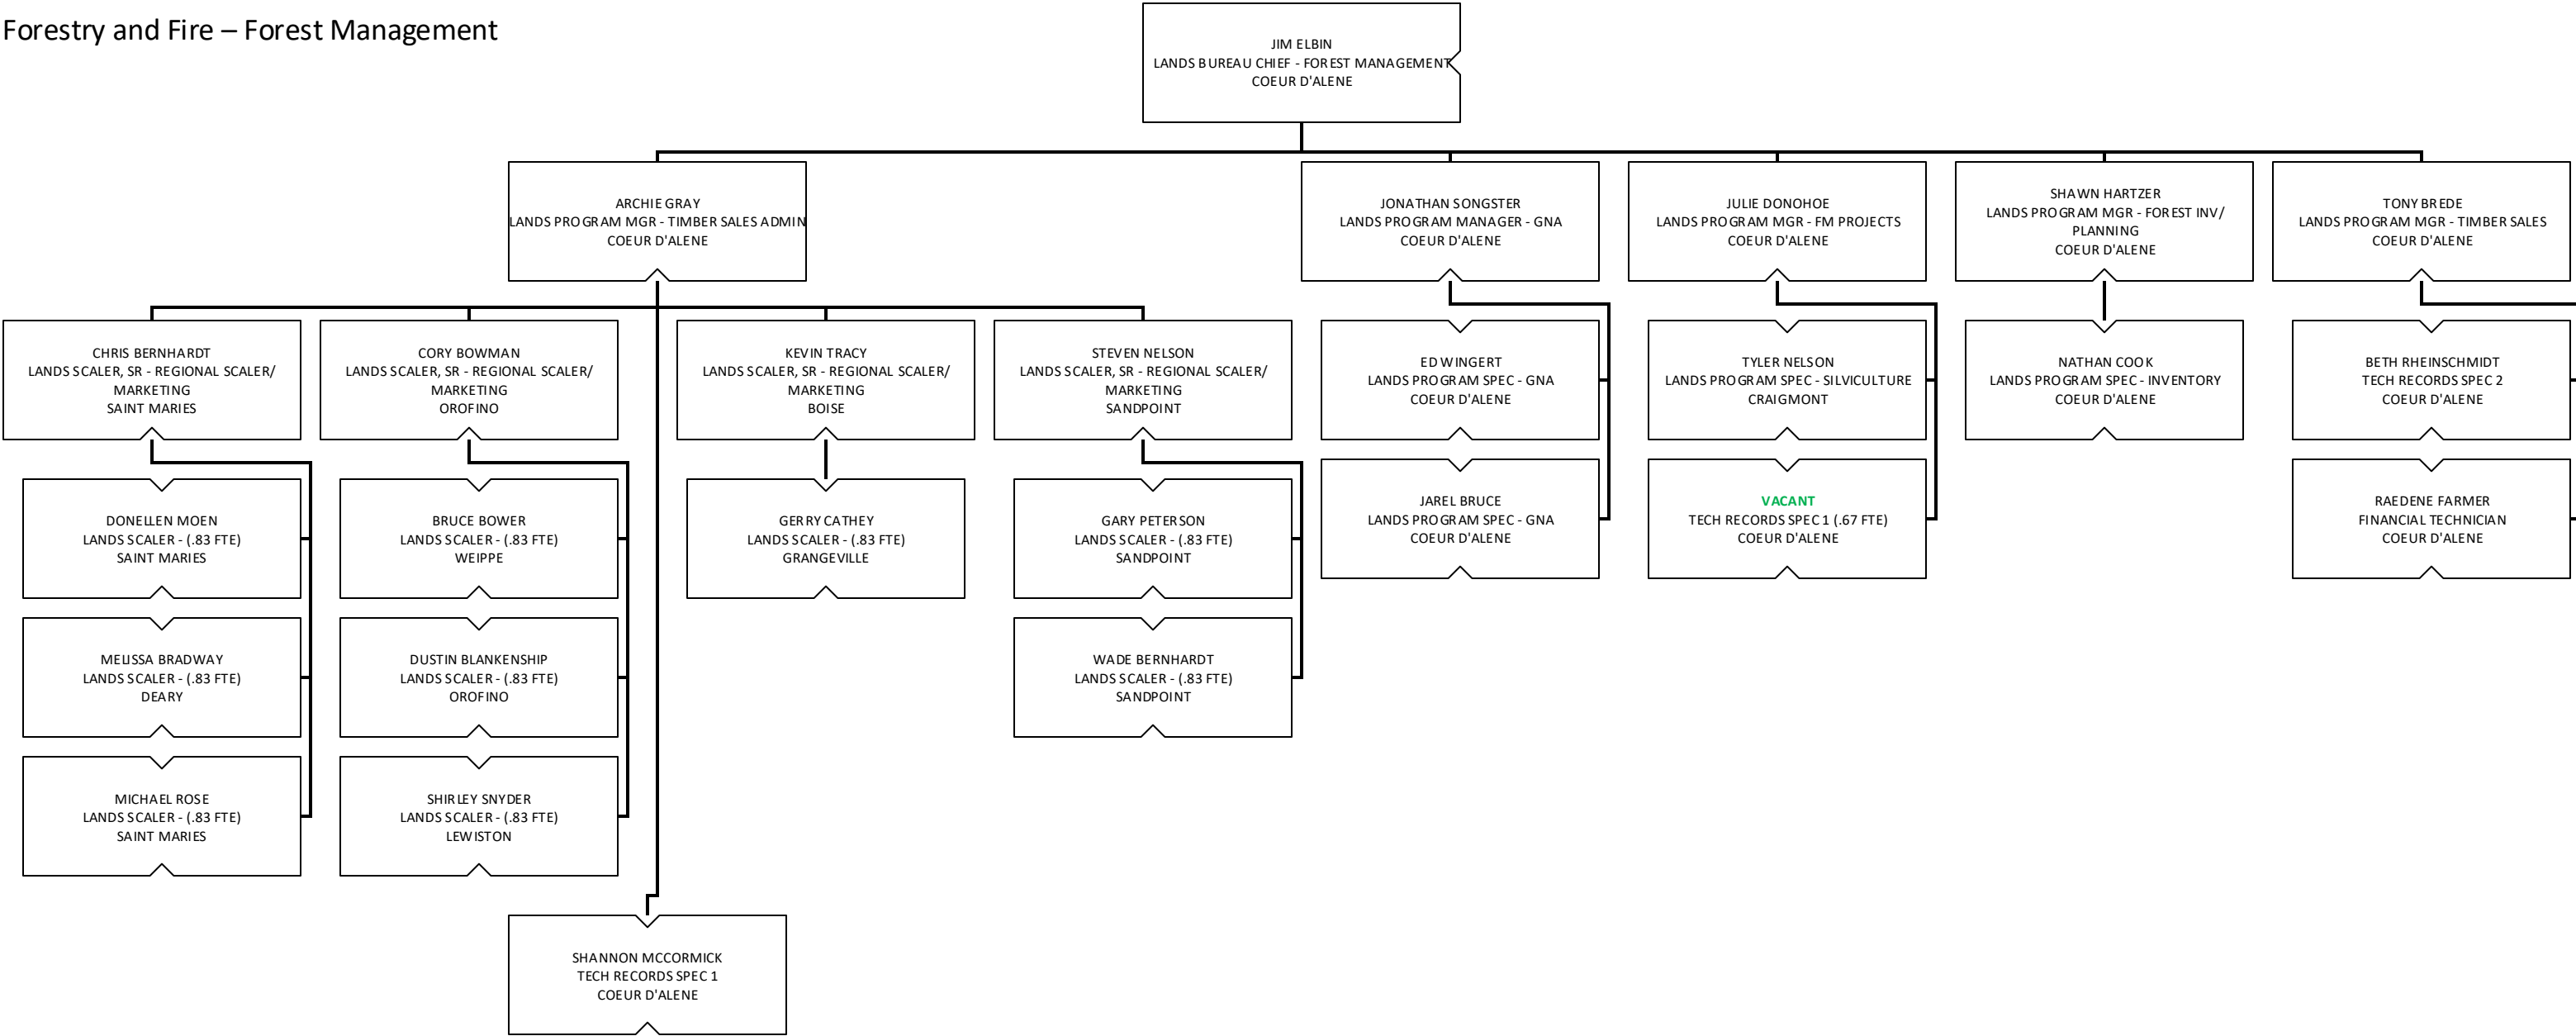 Forestry and Fire – Forest Management
JIM ELBIN
LANDS BUREAU CHIEF - FOREST MANAGEMENT
COEUR D'ALENE
ARCHIE GRAY
LANDS PROGRAM MGR - TIMBER SALES ADMIN
COEUR D'ALENE
JONATHAN SONGSTER
LANDS PROGRAM MANAGER - GNA
COEUR D'ALENE
JULIE DONOHOE
LANDS PROGRAM MGR - FM PROJECTS
COEUR D'ALENE
SHAWN HARTZER
LANDS PROGRAM MGR - FOREST INV/
PLANNING
COEUR D'ALENE
TONY BREDE
LANDS PROGRAM MGR - TIMBER SALES
COEUR D'ALENE
CHRIS BERNHARDT
LANDS SCALER, SR - REGIONAL SCALER/
MARKETING
SAINT MARIES
CORY BOWMAN
LANDS SCALER, SR - REGIONAL SCALER/
MARKETING
OROFINO
KEVIN TRACY
LANDS SCALER, SR - REGIONAL SCALER/
MARKETING
BOISE
STEVEN NELSON
LANDS SCALER, SR - REGIONAL SCALER/
MARKETING
SANDPOINT
ED WINGERT
LANDS PROGRAM SPEC - GNA
COEUR D'ALENE
TYLER NELSON
LANDS PROGRAM SPEC - SILVICULTURE
CRAIGMONT
NATHAN COOK
LANDS PROGRAM SPEC - INVENTORY
COEUR D'ALENE
BETH RHEINSCHMIDT
TECH RECORDS SPEC 2
COEUR D'ALENE
DONELLEN MOEN
LANDS SCALER - (.83 FTE)
SAINT MARIES
BRUCE BOWER
LANDS SCALER - (.83 FTE)
WEIPPE
GERRY CATHEY
LANDS SCALER - (.83 FTE)
GRANGEVILLE
GARY PETERSON
LANDS SCALER - (.83 FTE)
SANDPOINT
JAREL BRUCE
LANDS PROGRAM SPEC - GNA
COEUR D'ALENE
VACANT
TECH RECORDS SPEC 1 (.67 FTE)
COEUR D'ALENE
RAEDENE FARMER
FINANCIAL TECHNICIAN
COEUR D'ALENE
MELISSA BRADWAY
LANDS SCALER - (.83 FTE)
DEARY
DUSTIN BLANKENSHIP
LANDS SCALER - (.83 FTE)
OROFINO
WADE BERNHARDT
LANDS SCALER - (.83 FTE)
SANDPOINT
MICHAEL ROSE
LANDS SCALER - (.83 FTE)
SAINT MARIES
SHIRLEY SNYDER
LANDS SCALER - (.83 FTE)
LEWISTON
SHANNON MCCORMICK
TECH RECORDS SPEC 1
COEUR D'ALENE